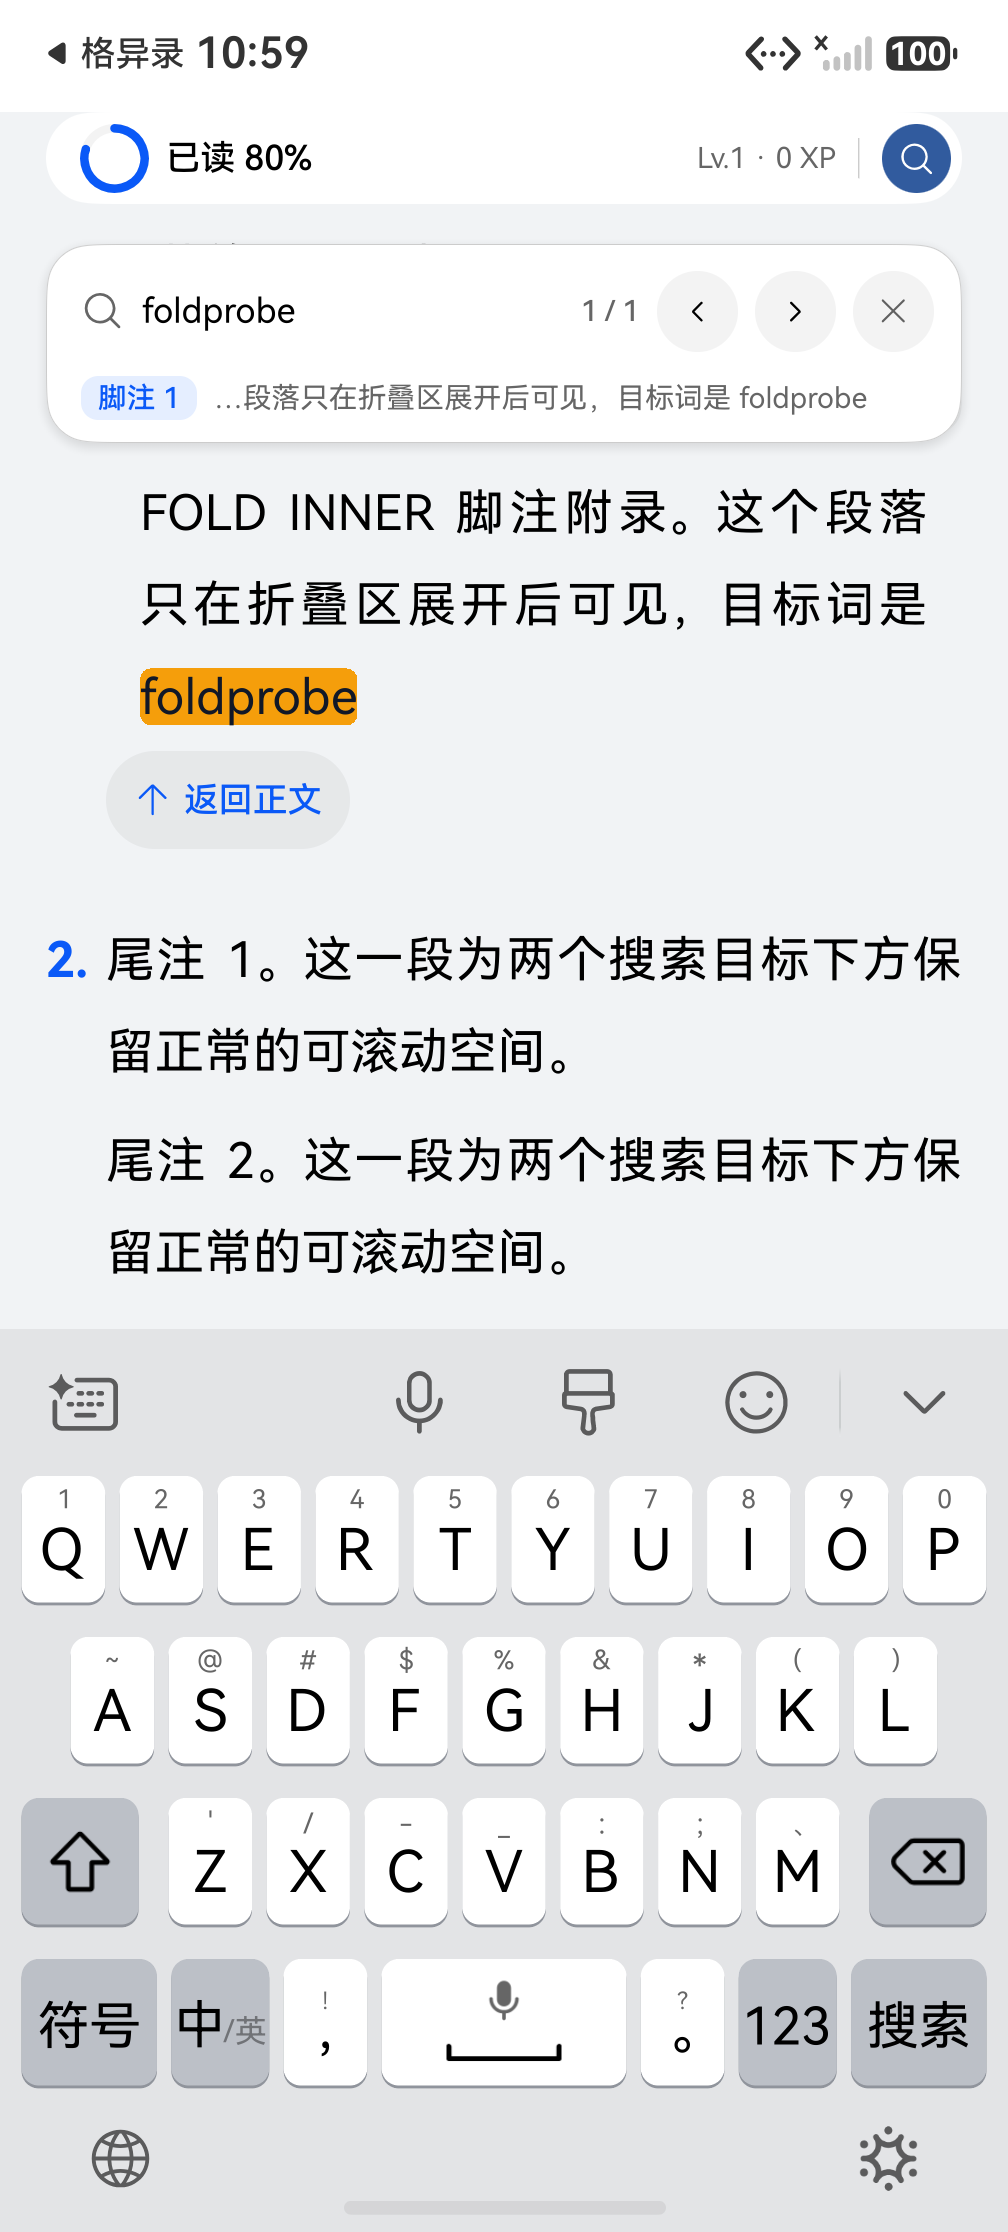 格异录 10:59 100
已读 80% Lv.1 · 0 XP
foldprobe 1 / 1
脚注 1 …段落只在折叠区展开后可见，目标词是 foldprobe
FOLD INNER 脚注附录。这个段落
只在折叠区展开后可见，目标词是
foldprobe
返回正文
2. 尾注 1。这一段为两个搜索目标下方保
留正常的可滚动空间。
尾注 2。这一段为两个搜索目标下方保
留正常的可滚动空间。
1 2 3 4 5 6 7 8 9 0
Q W E R T Y U I O P
~ @ # $ % & * ( )
A S D F G H J K L
' / - _ : ; 、
Z X C V B N M
! ?
符号 中/英 ， 。 123 搜索